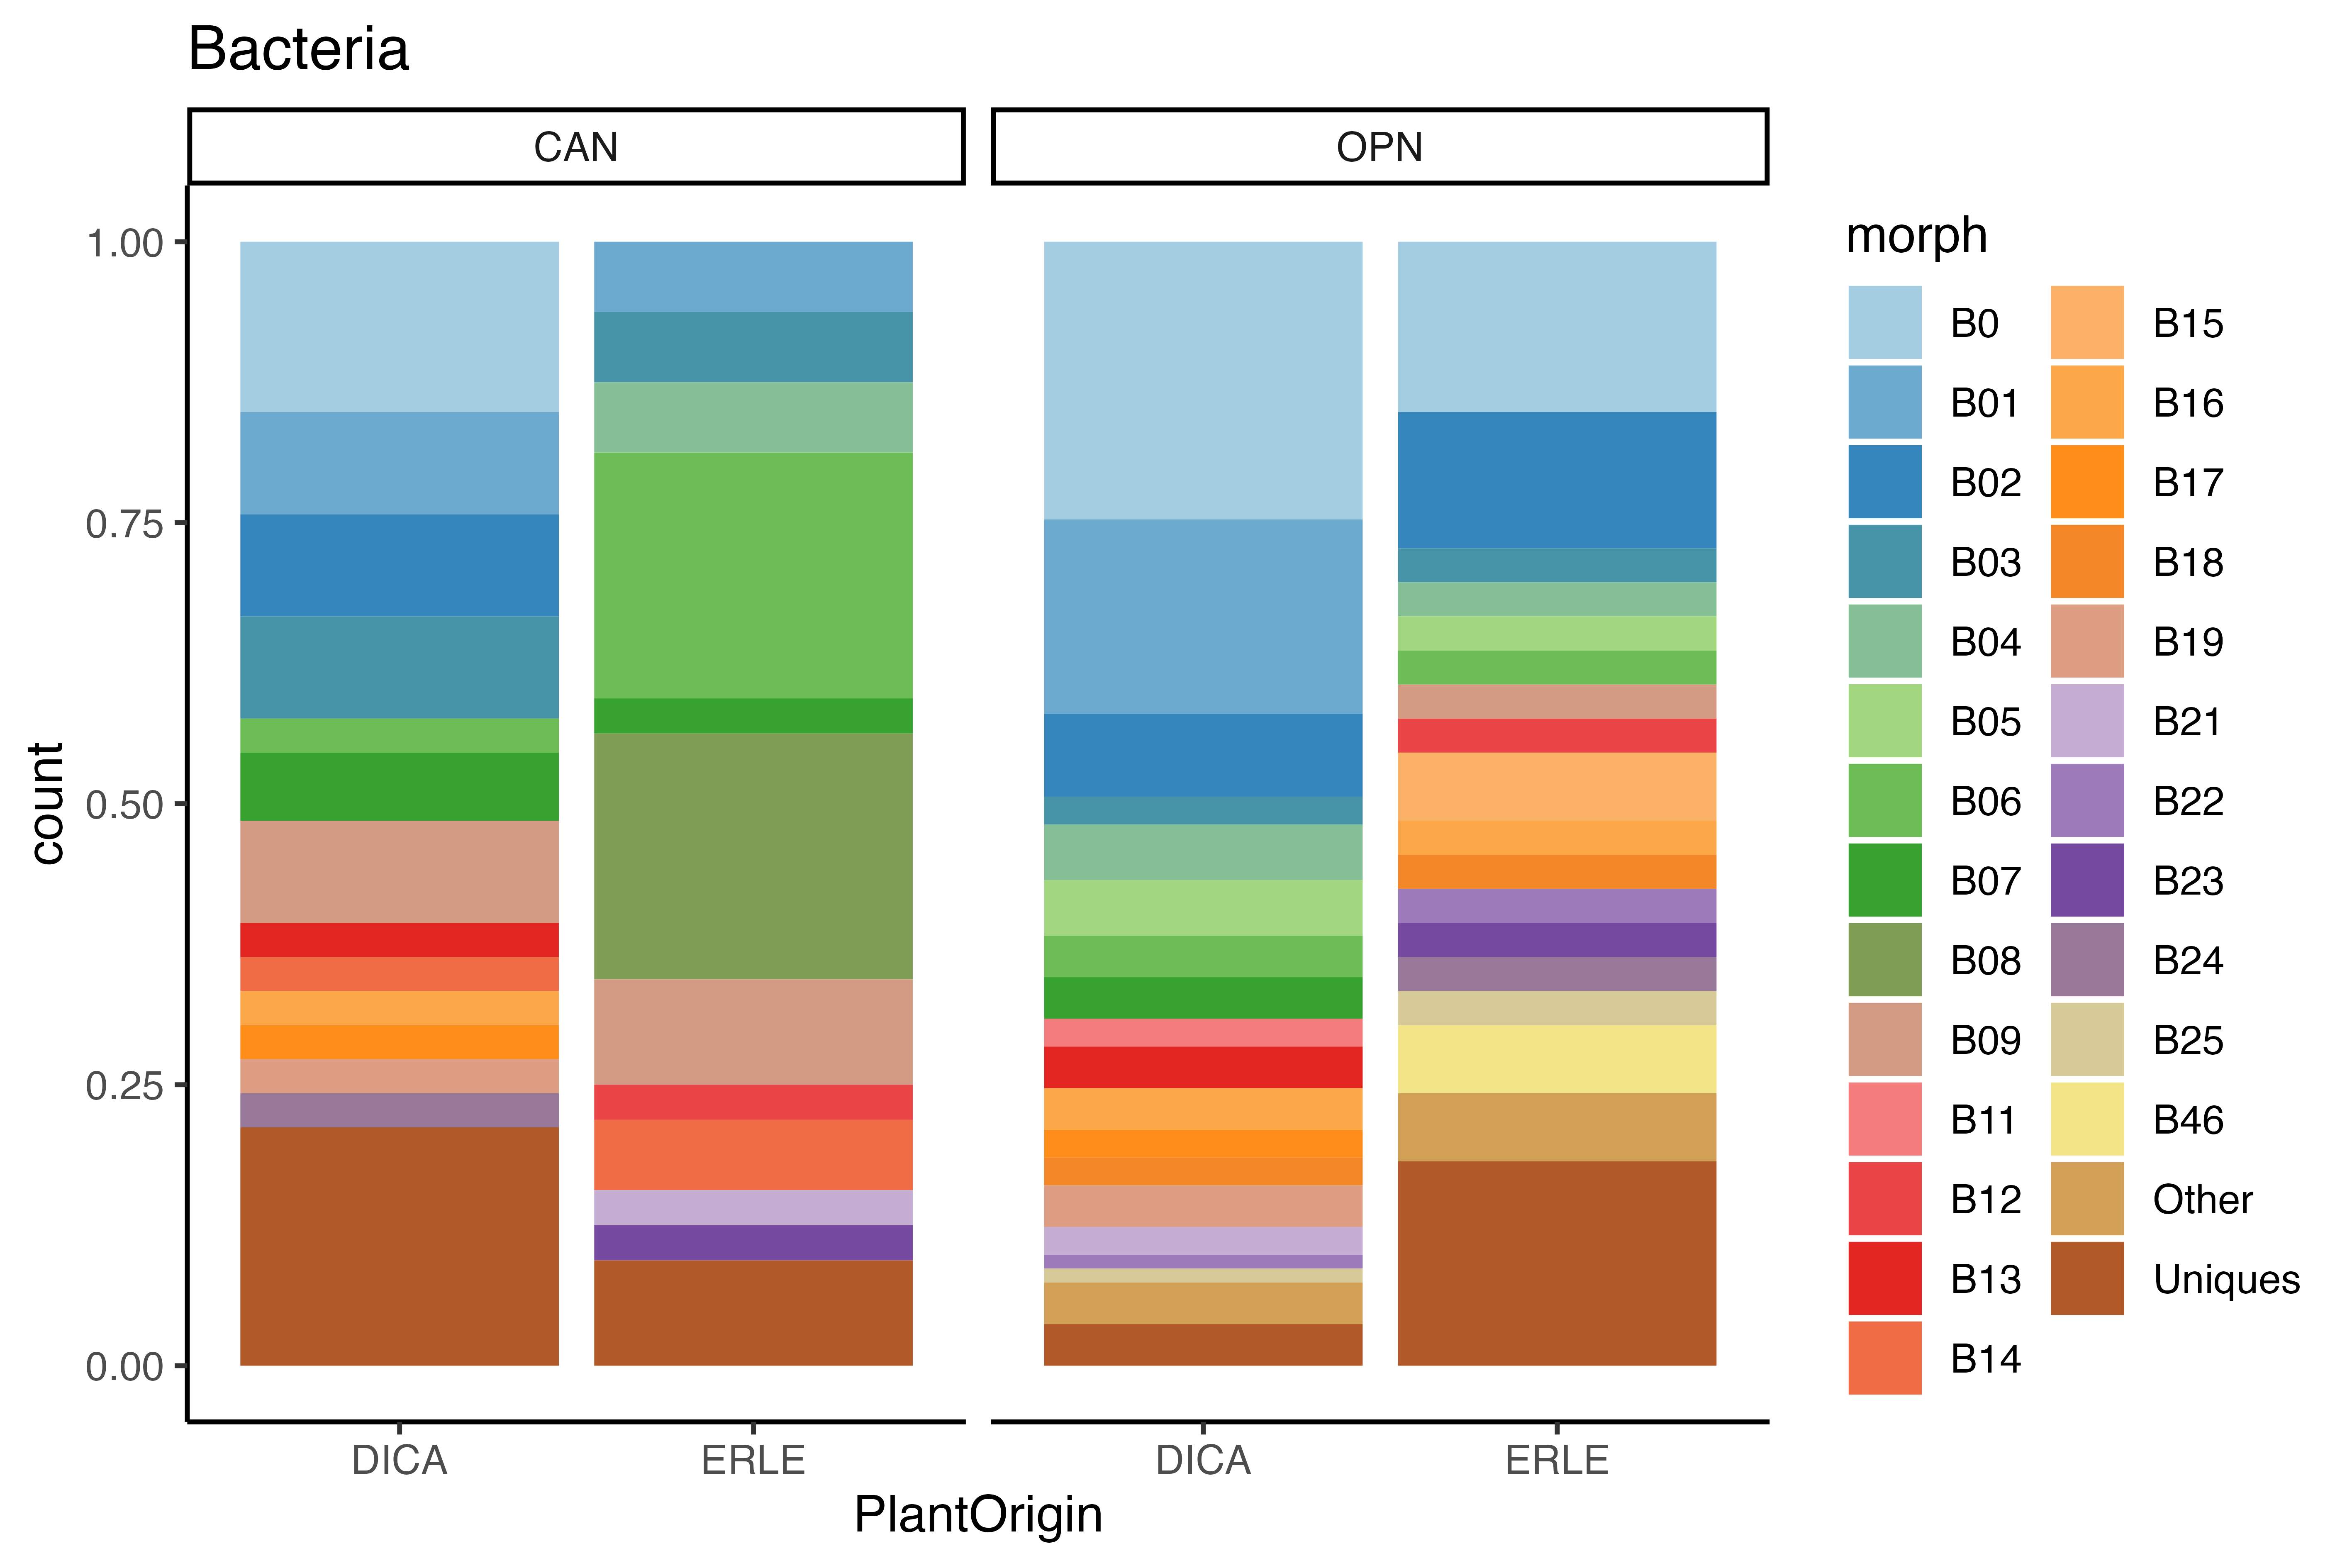 Bacteria
CAN
OPN
1.00
0.75
0.50
0.25
0.00
count
DICA
ERLE
DICA
ERLE
PlantOrigin
morph
B0
B01
B02
B03
B04
B05
B06
B07
B08
B09
B11
B12
B13
B14
B15
B16
B17
B18
B19
B21
B22
B23
B24
B25
B46
Other
Uniques